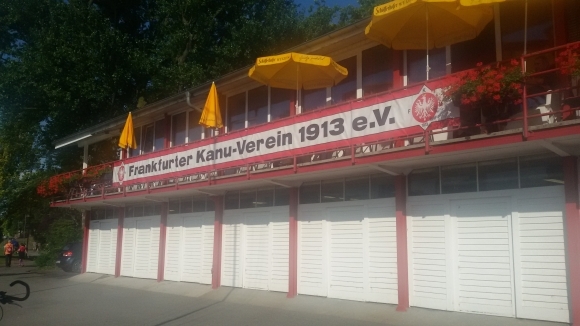 Frankfurter Kanu-Verein 1913 e.V.